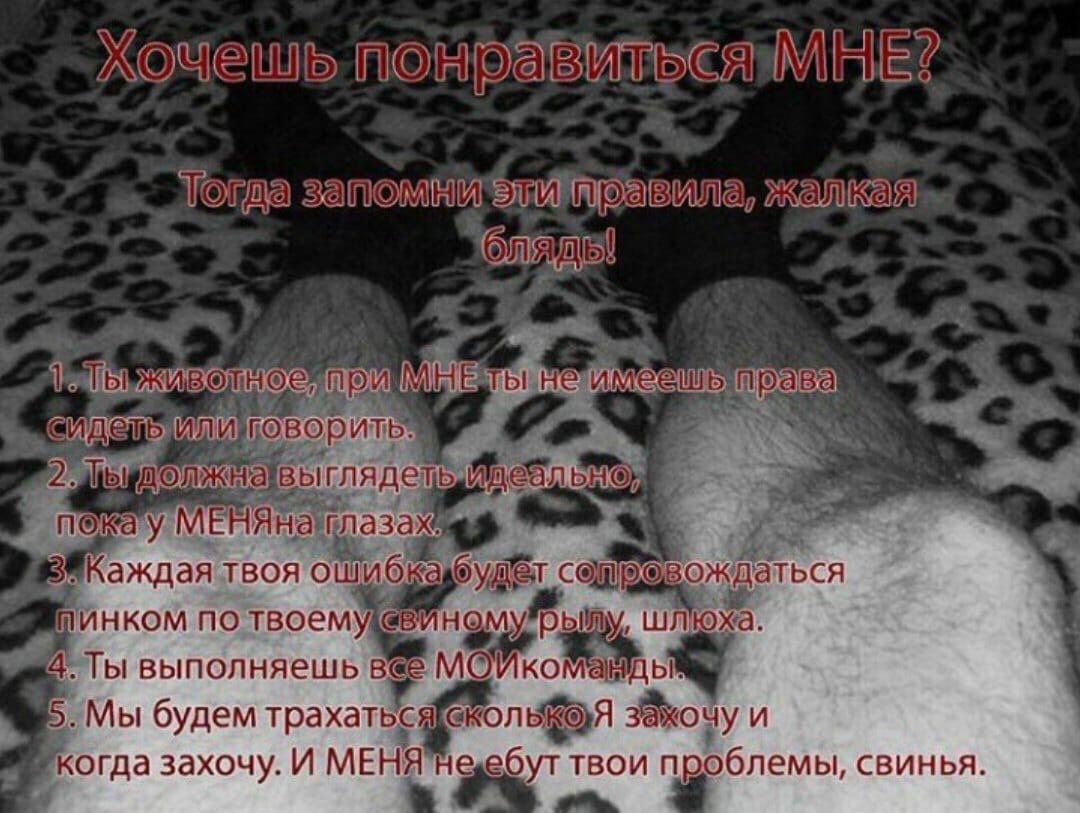 Хочешь понравиться МНЕ?
Тогда запомни эти правила, жалкая
блядь!
1. Ты животное, при МНЕ ты не имеешь права
сидеть или говорить.
2. Ты должна выглядеть идеально,
пока у МЕНЯна глазах.
3. Каждая твоя ошибка будет сопровождаться
пинком по твоему свиному рылу, шлюха.
4. Ты выполняешь все МОИкоманды.
5. Мы будем трахаться сколько Я захочу и
когда захочу. И МЕНЯ не ебут твои проблемы, свинья.